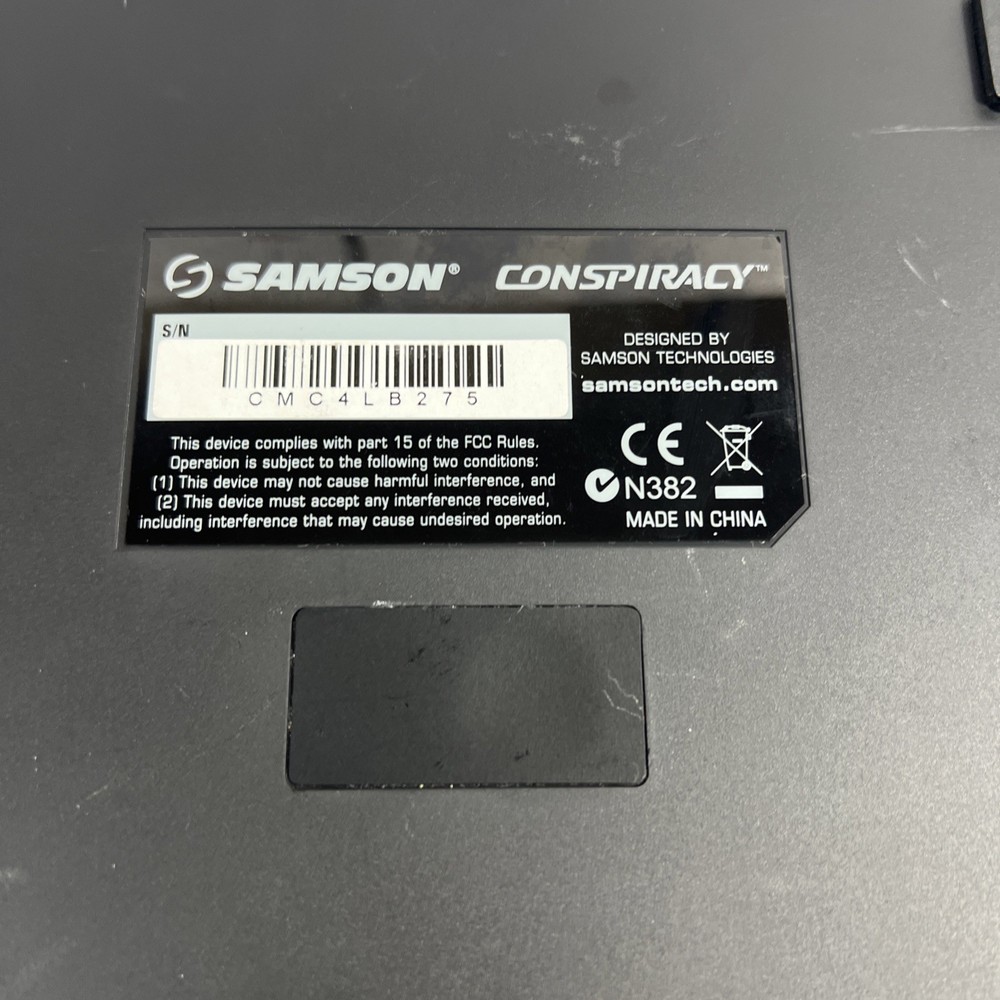 SAMSON® CONSPIRACY™
S/N
CMC4LB275
DESIGNED BY
SAMSON TECHNOLOGIES
samsontech.com
This device complies with part 15 of the FCC Rules.
Operation is subject to the following two conditions:
(1) This device may not cause harmful interference, and
(2) This device must accept any interference received,
including interference that may cause undesired operation.
CE
N382
MADE IN CHINA